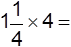 1 1/4 × 4 =